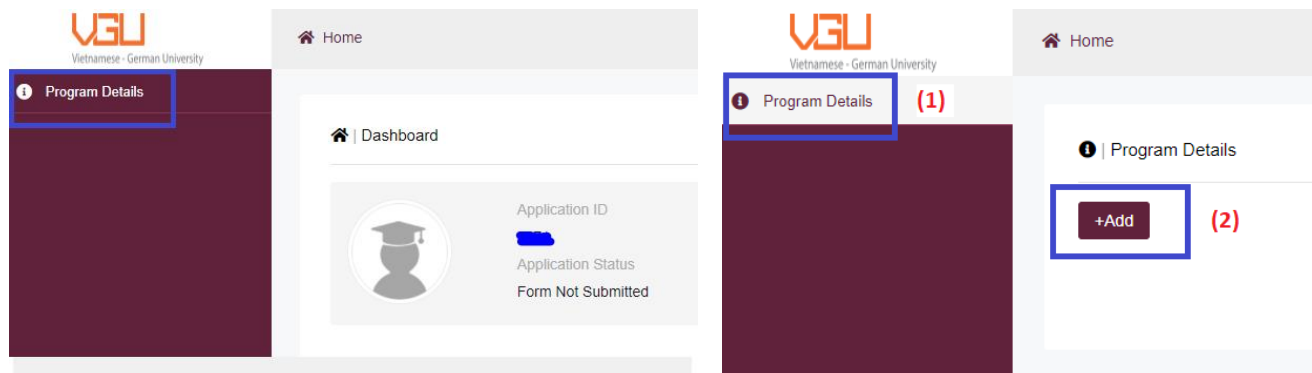 VGU
Vietnamese - German University
Home
Program Details
Dashboard
Application ID
Application Status
Form Not Submitted
VGU
Vietnamese - German University
Home
Program Details
(1)
Program Details
+Add
(2)